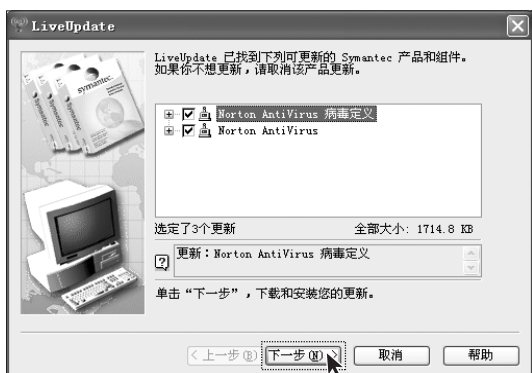 LiveUpdate
LiveUpdate 已找到下列可更新的 Symantec 产品和组件。
如果你不想更新，请取消该产品更新。
Norton AntiVirus 病毒定义
Norton AntiVirus
选定了3个更新 全部大小: 1714.8 KB
更新：Norton AntiVirus 病毒定义
单击“下一步”，下载和安装您的更新。
<上一步(B) 下一步(N)> 取消 帮助
symantec.